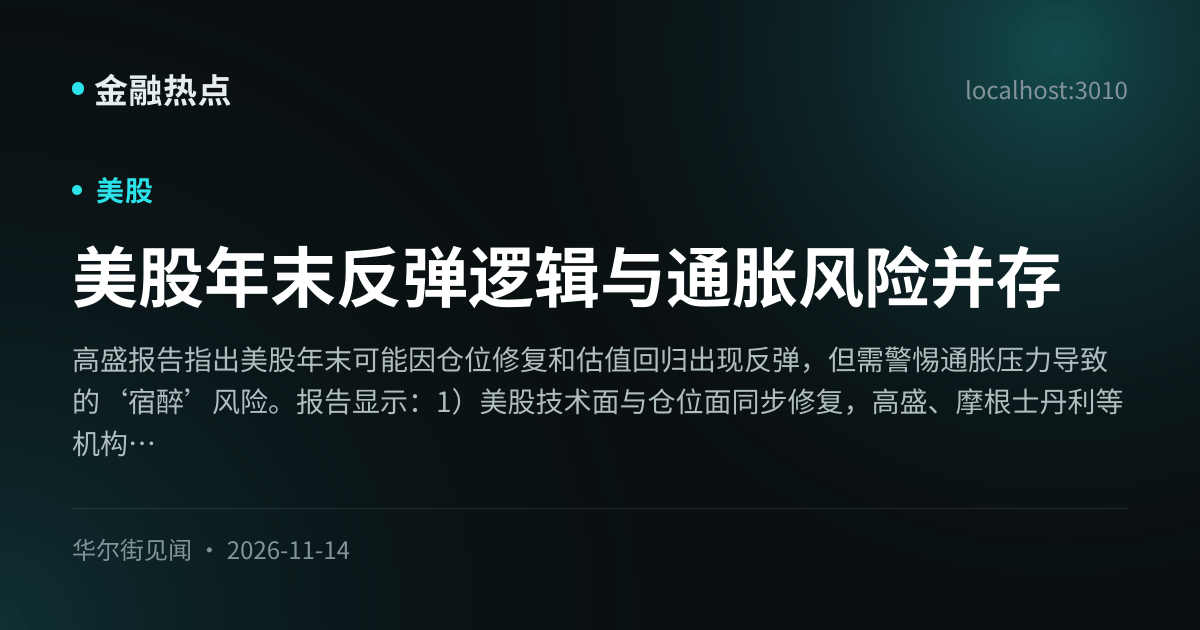 金融热点
localhost:3010
美股
美股年末反弹逻辑与通胀风险并存
高盛报告指出美股年末可能因仓位修复和估值回归出现反弹，但需警惕通胀压力导致
的‘宿醉’风险。报告显示：1）美股技术面与仓位面同步修复，高盛、摩根士丹利等
机构…
华尔街见闻 · 2026-11-14